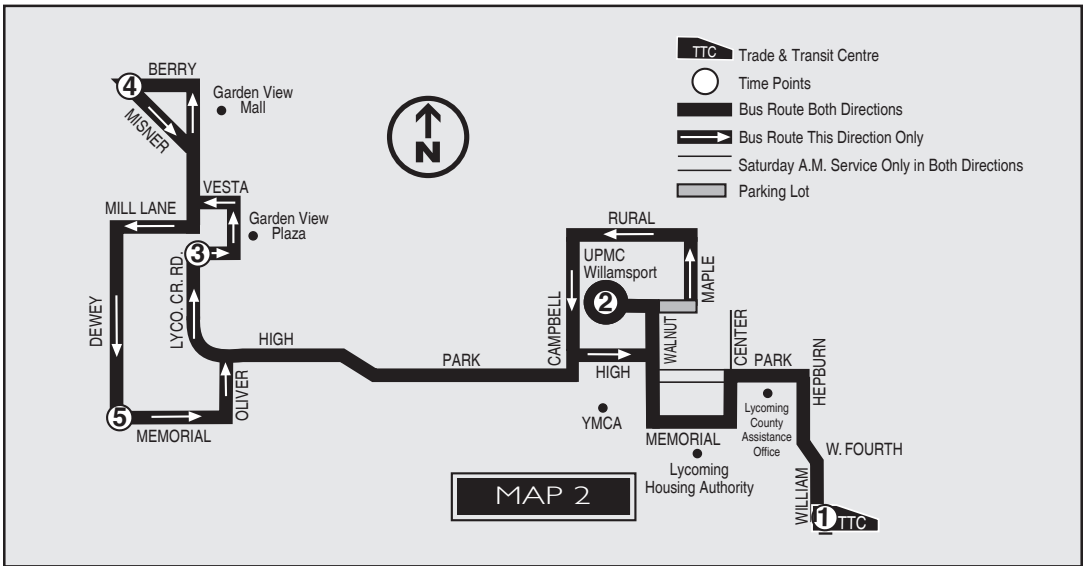 TTC Trade & Transit Centre
Time Points
Bus Route Both Directions
Bus Route This Direction Only
Saturday A.M. Service Only in Both Directions
Parking Lot
4
BERRY
MISNER
Garden View
Mall
N
VESTA
MILL LANE
Garden View
Plaza
3
LYCO. CR. RD.
DEWEY
HIGH
OLIVER
5
MEMORIAL
PARK
RURAL
UPMC
Willamsport
2
MAPLE
CAMPBELL
WALNUT
HIGH
CENTER
PARK
HEPBURN
YMCA
MEMORIAL
Lycoming
Housing Authority
Lycoming
County
Assistance
Office
W. FOURTH
WILLIAM
1
TTC
MAP 2